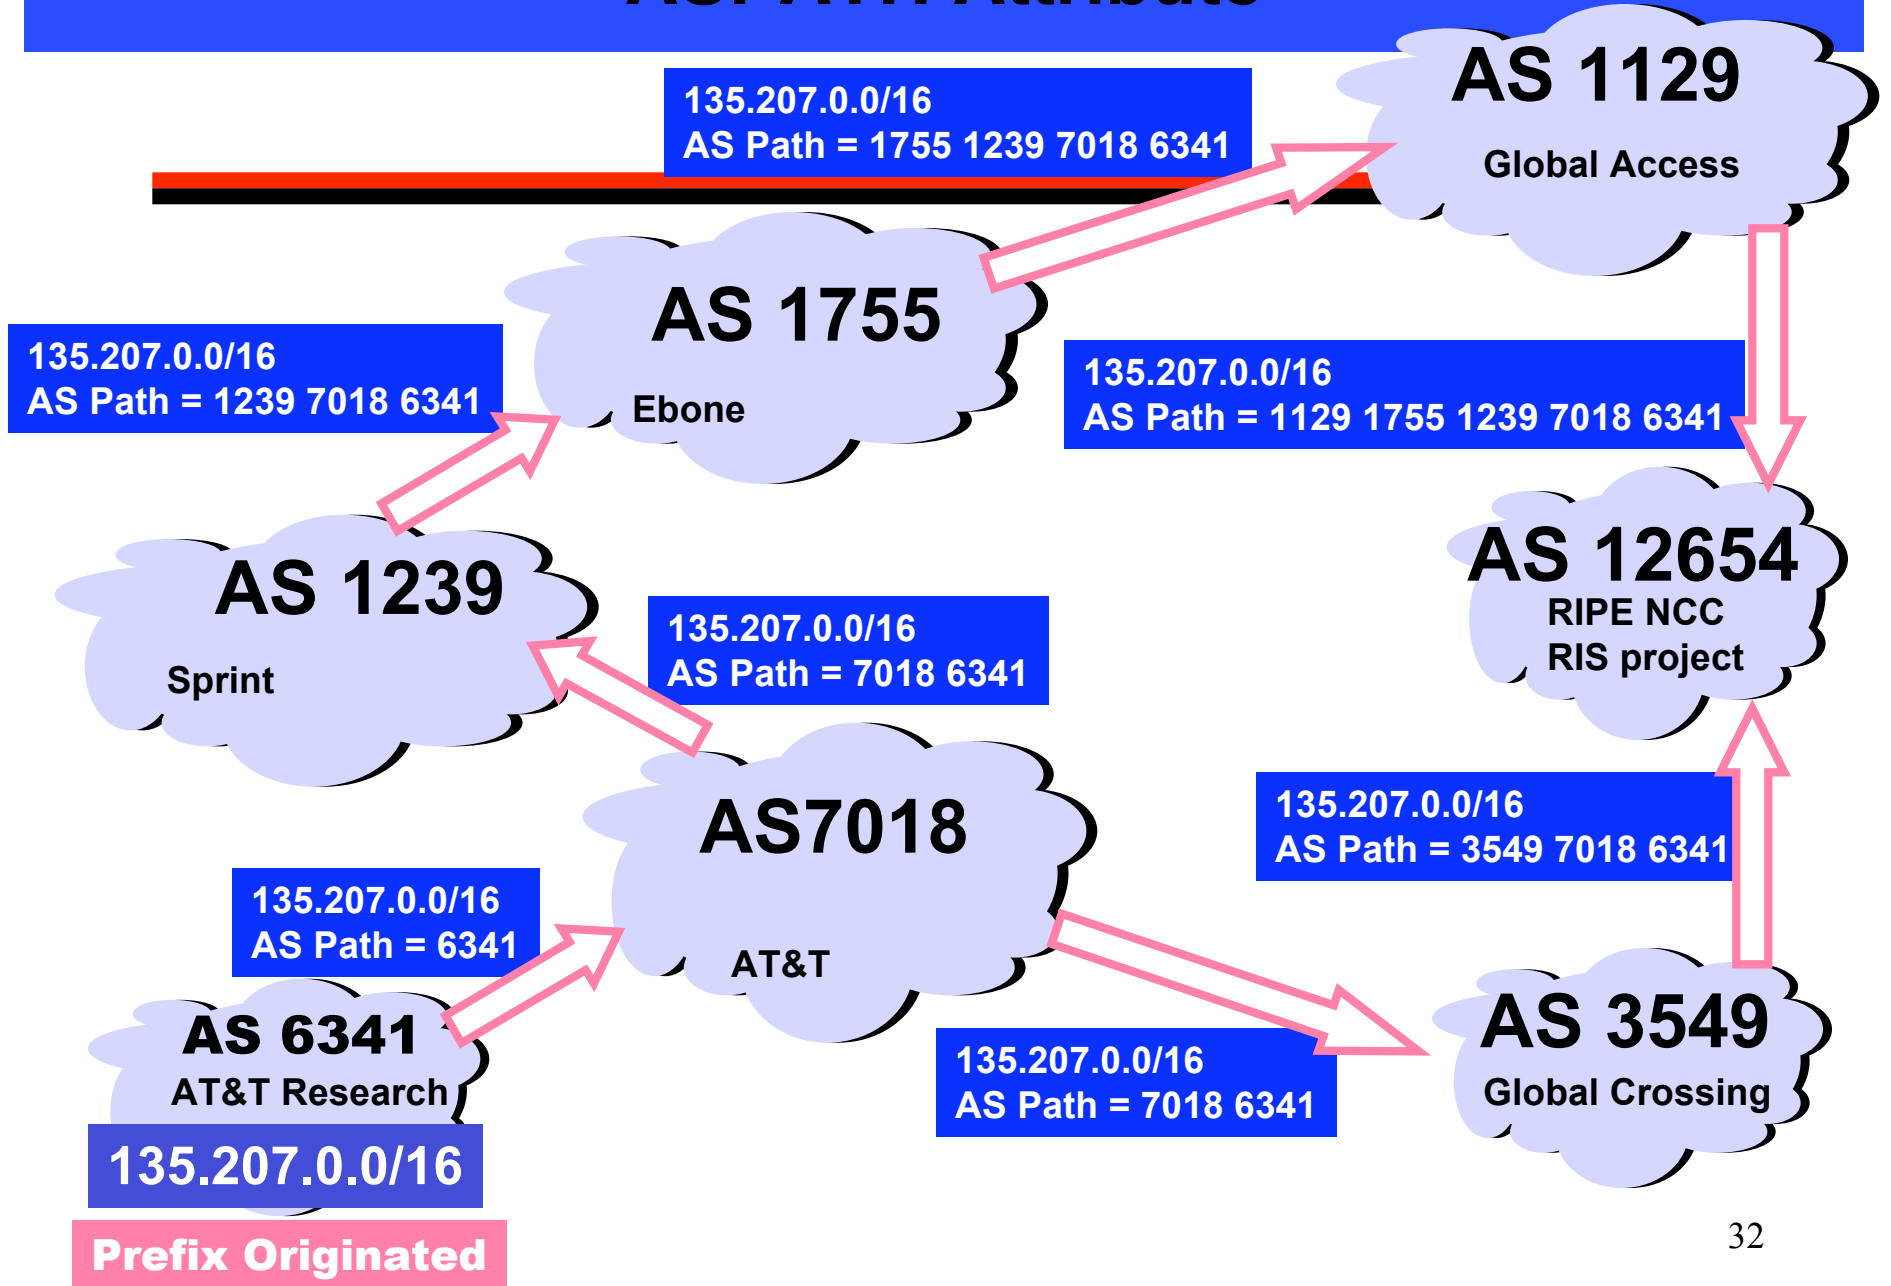 ASPATH Attribute
AS 1129
Global Access
135.207.0.0/16
AS Path = 1755 1239 7018 6341
AS 1755
Ebone
135.207.0.0/16
AS Path = 1239 7018 6341
135.207.0.0/16
AS Path = 1129 1755 1239 7018 6341
AS 12654
RIPE NCC
RIS project
AS 1239
Sprint
135.207.0.0/16
AS Path = 7018 6341
AS7018
AT&T
135.207.0.0/16
AS Path = 3549 7018 6341
135.207.0.0/16
AS Path = 6341
AS 6341
AT&T Research
135.207.0.0/16
Prefix Originated
135.207.0.0/16
AS Path = 7018 6341
AS 3549
Global Crossing
32